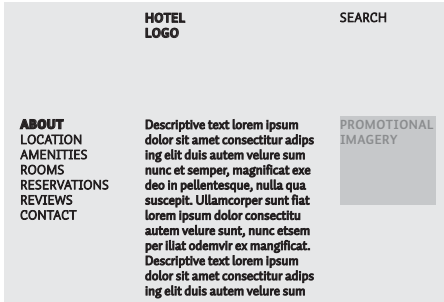 HOTEL
LOGO
SEARCH
ABOUT
LOCATION
AMENITIES
ROOMS
RESERVATIONS
REVIEWS
CONTACT
Descriptive text lorem ipsum
dolor sit amet consectitur adips
ing elit duis autem velure sum
nunc et semper, magnificat exe
deo in pellentesque, nulla qua
suscepit. Ullamcorper sunt fiat
lorem ipsum dolor consectitu
autem velure sunt, nunc etsem
per iliat odemvir ex mangificat.
Descriptive text lorem ipsum
dolor sit amet consectitur adips
ing elit duis autem velure sum
PROMOTIONAL
IMAGERY